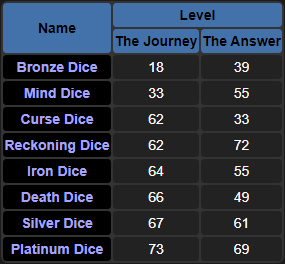 Name Level
The Journey The Answer
Bronze Dice 18 39
Mind Dice 33 55
Curse Dice 62 33
Reckoning Dice 62 72
Iron Dice 64 55
Death Dice 66 49
Silver Dice 67 61
Platinum Dice 73 69